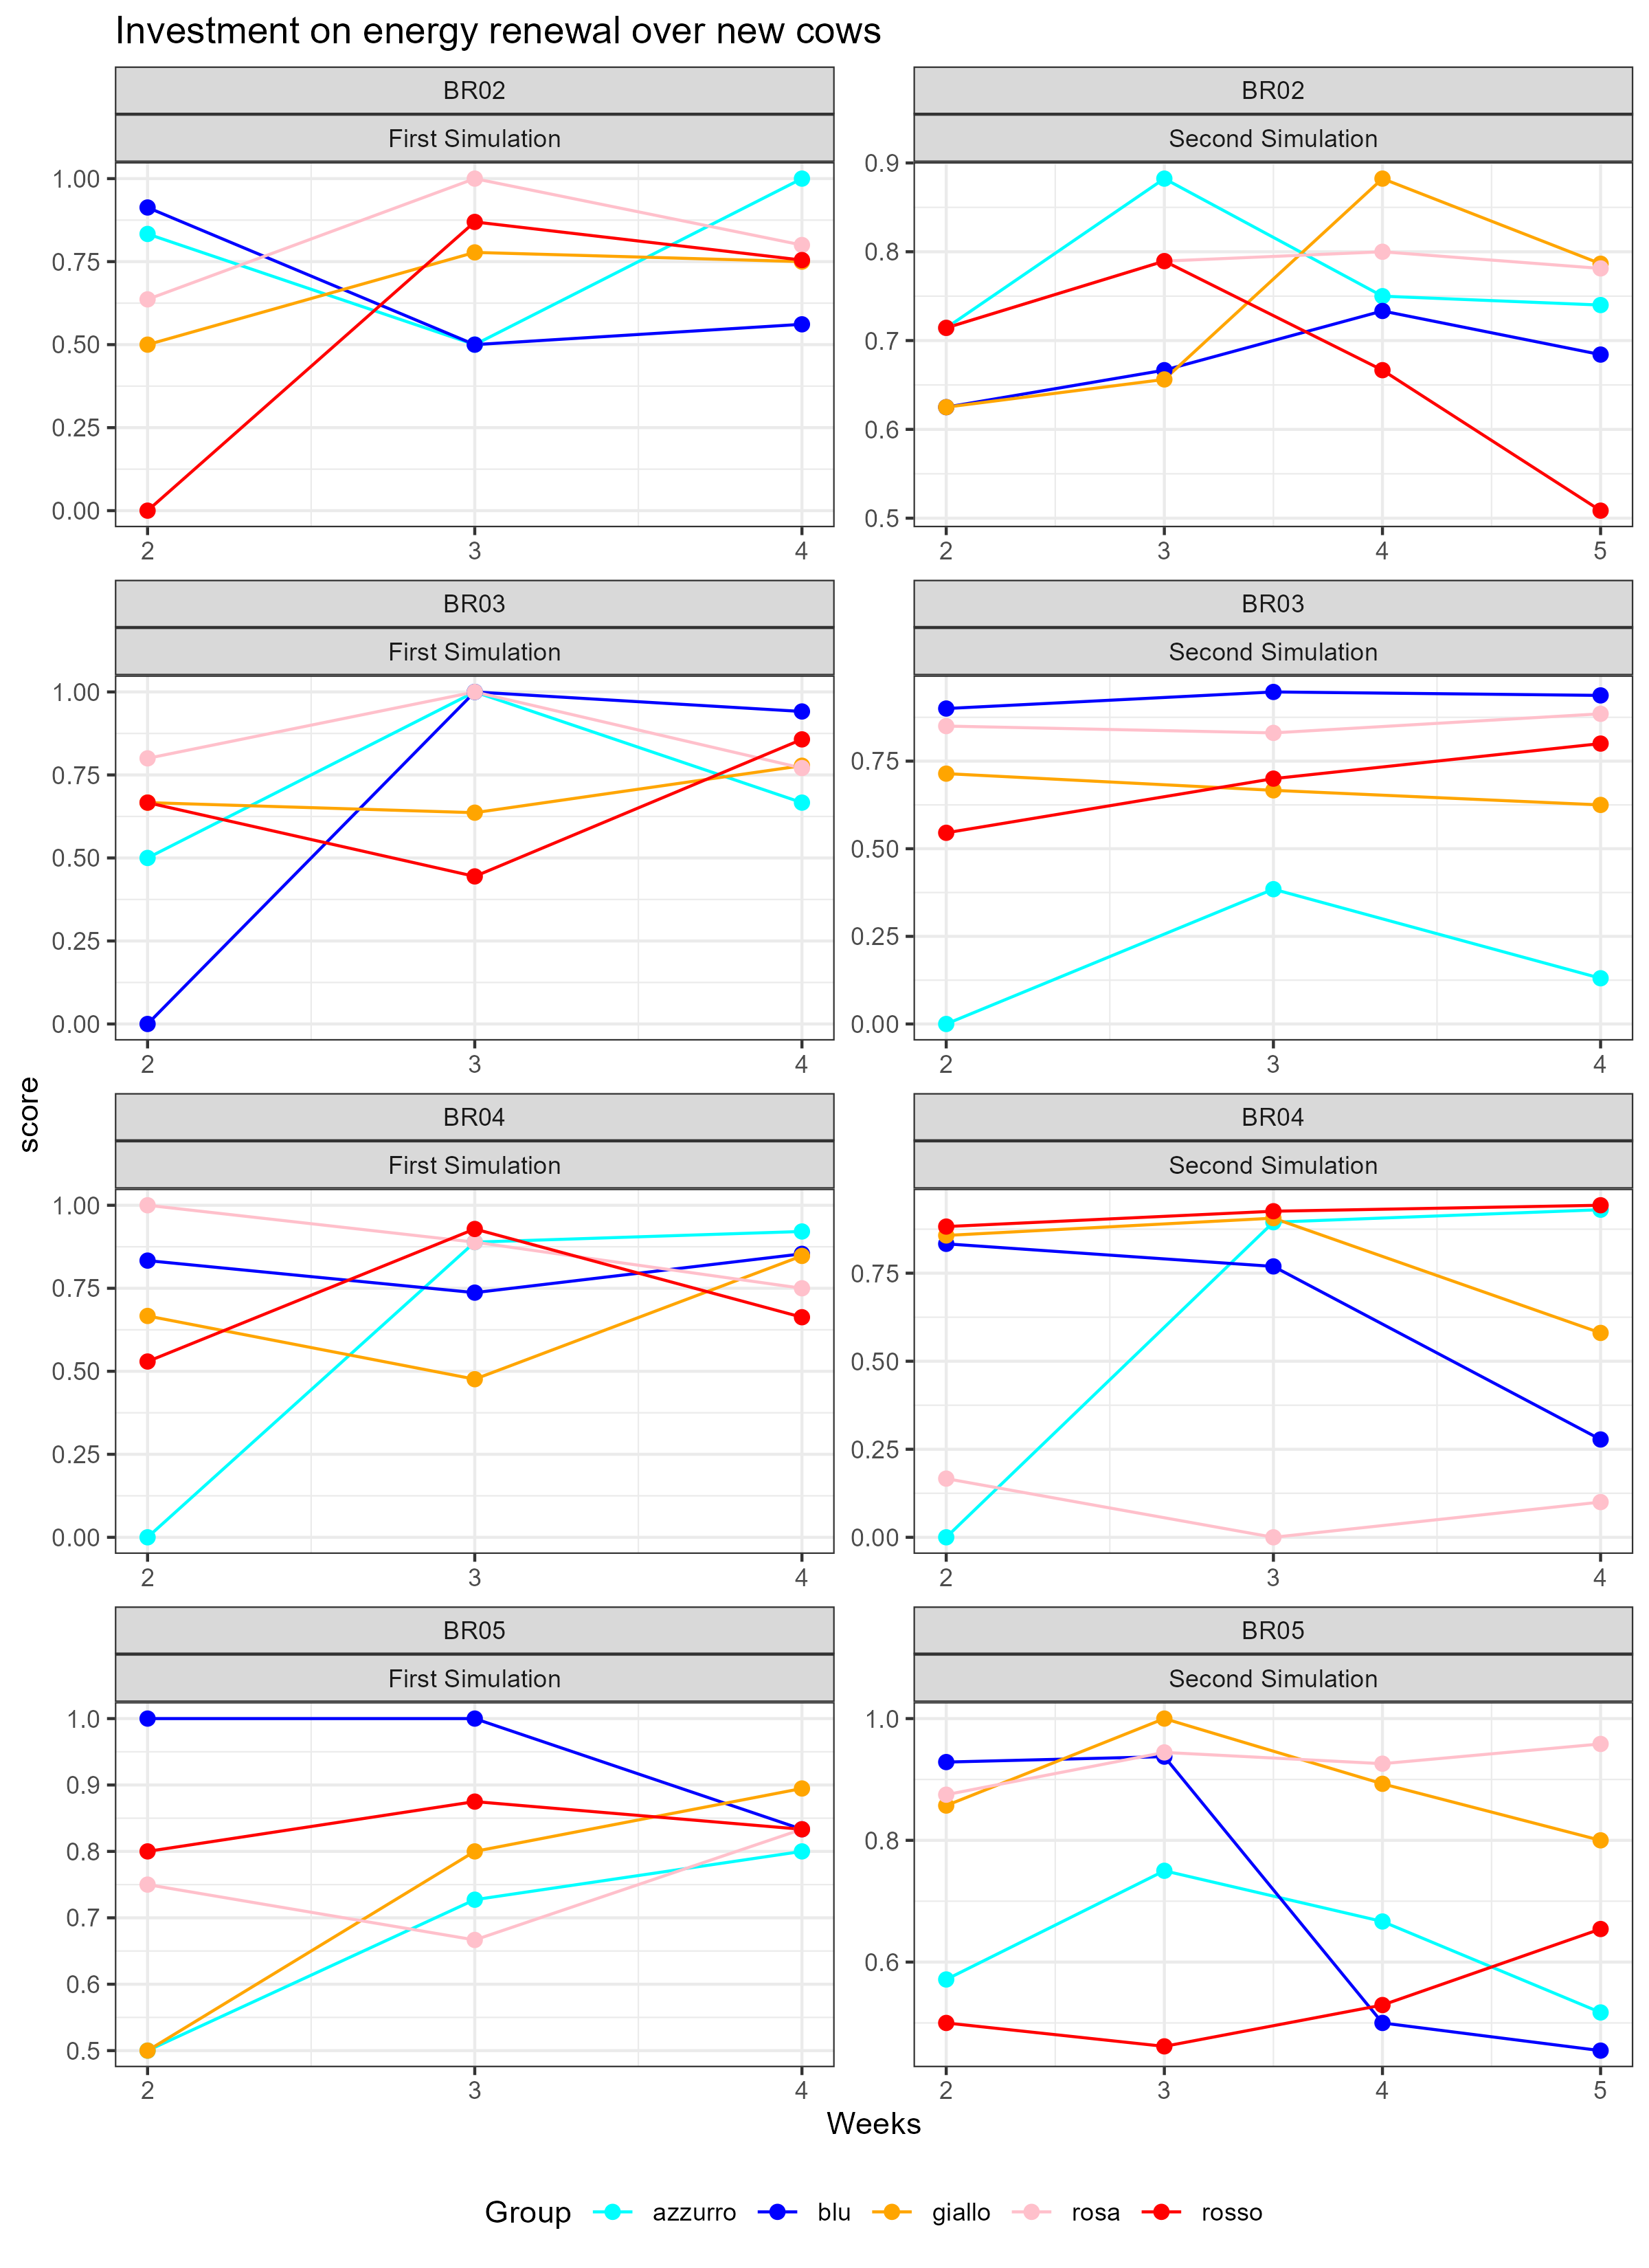 Investment on energy renewal over new cows
BR02
First Simulation
1.00
0.75
0.50
0.25
0.00
2 3 4
BR02
Second Simulation
0.9
0.8
0.7
0.6
0.5
2 3 4 5
BR03
First Simulation
1.00
0.75
0.50
0.25
0.00
2 3 4
BR03
Second Simulation
0.75
0.50
0.25
0.00
2 3 4
score
BR04
First Simulation
1.00
0.75
0.50
0.25
0.00
2 3 4
BR04
Second Simulation
0.75
0.50
0.25
0.00
2 3 4
BR05
First Simulation
1.0
0.9
0.8
0.7
0.6
0.5
2 3 4
BR05
Second Simulation
1.0
0.8
0.6
2 3 4 5
Weeks
Group azzurro blu giallo rosa rosso